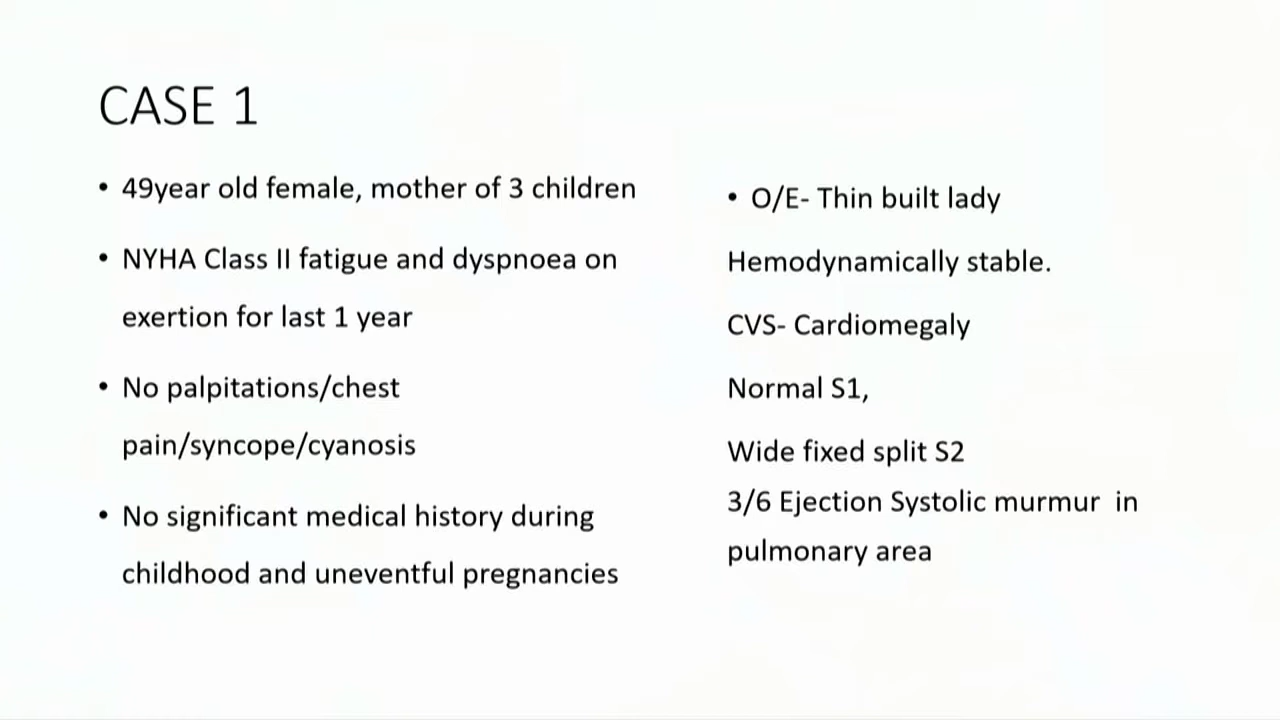 CASE 1
• 49year old female, mother of 3 children
• NYHA Class II fatigue and dyspnoea on
exertion for last 1 year
• No palpitations/chest
pain/syncope/cyanosis
• No significant medical history during
childhood and uneventful pregnancies
• O/E- Thin built lady
Hemodynamically stable.
CVS- Cardiomegaly
Normal S1,
Wide fixed split S2
3/6 Ejection Systolic murmur  in
pulmonary area